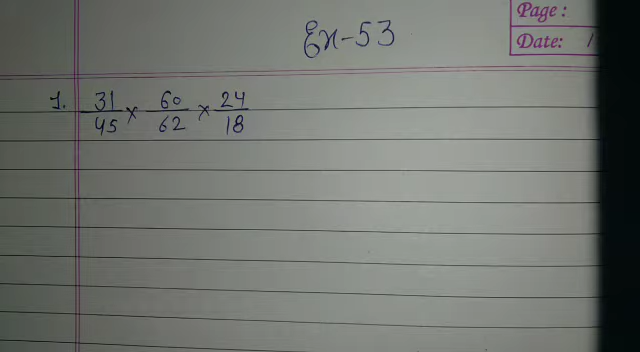 Page :
Ex-53
Date: /
1. 31/45 × 60/62 × 24/18